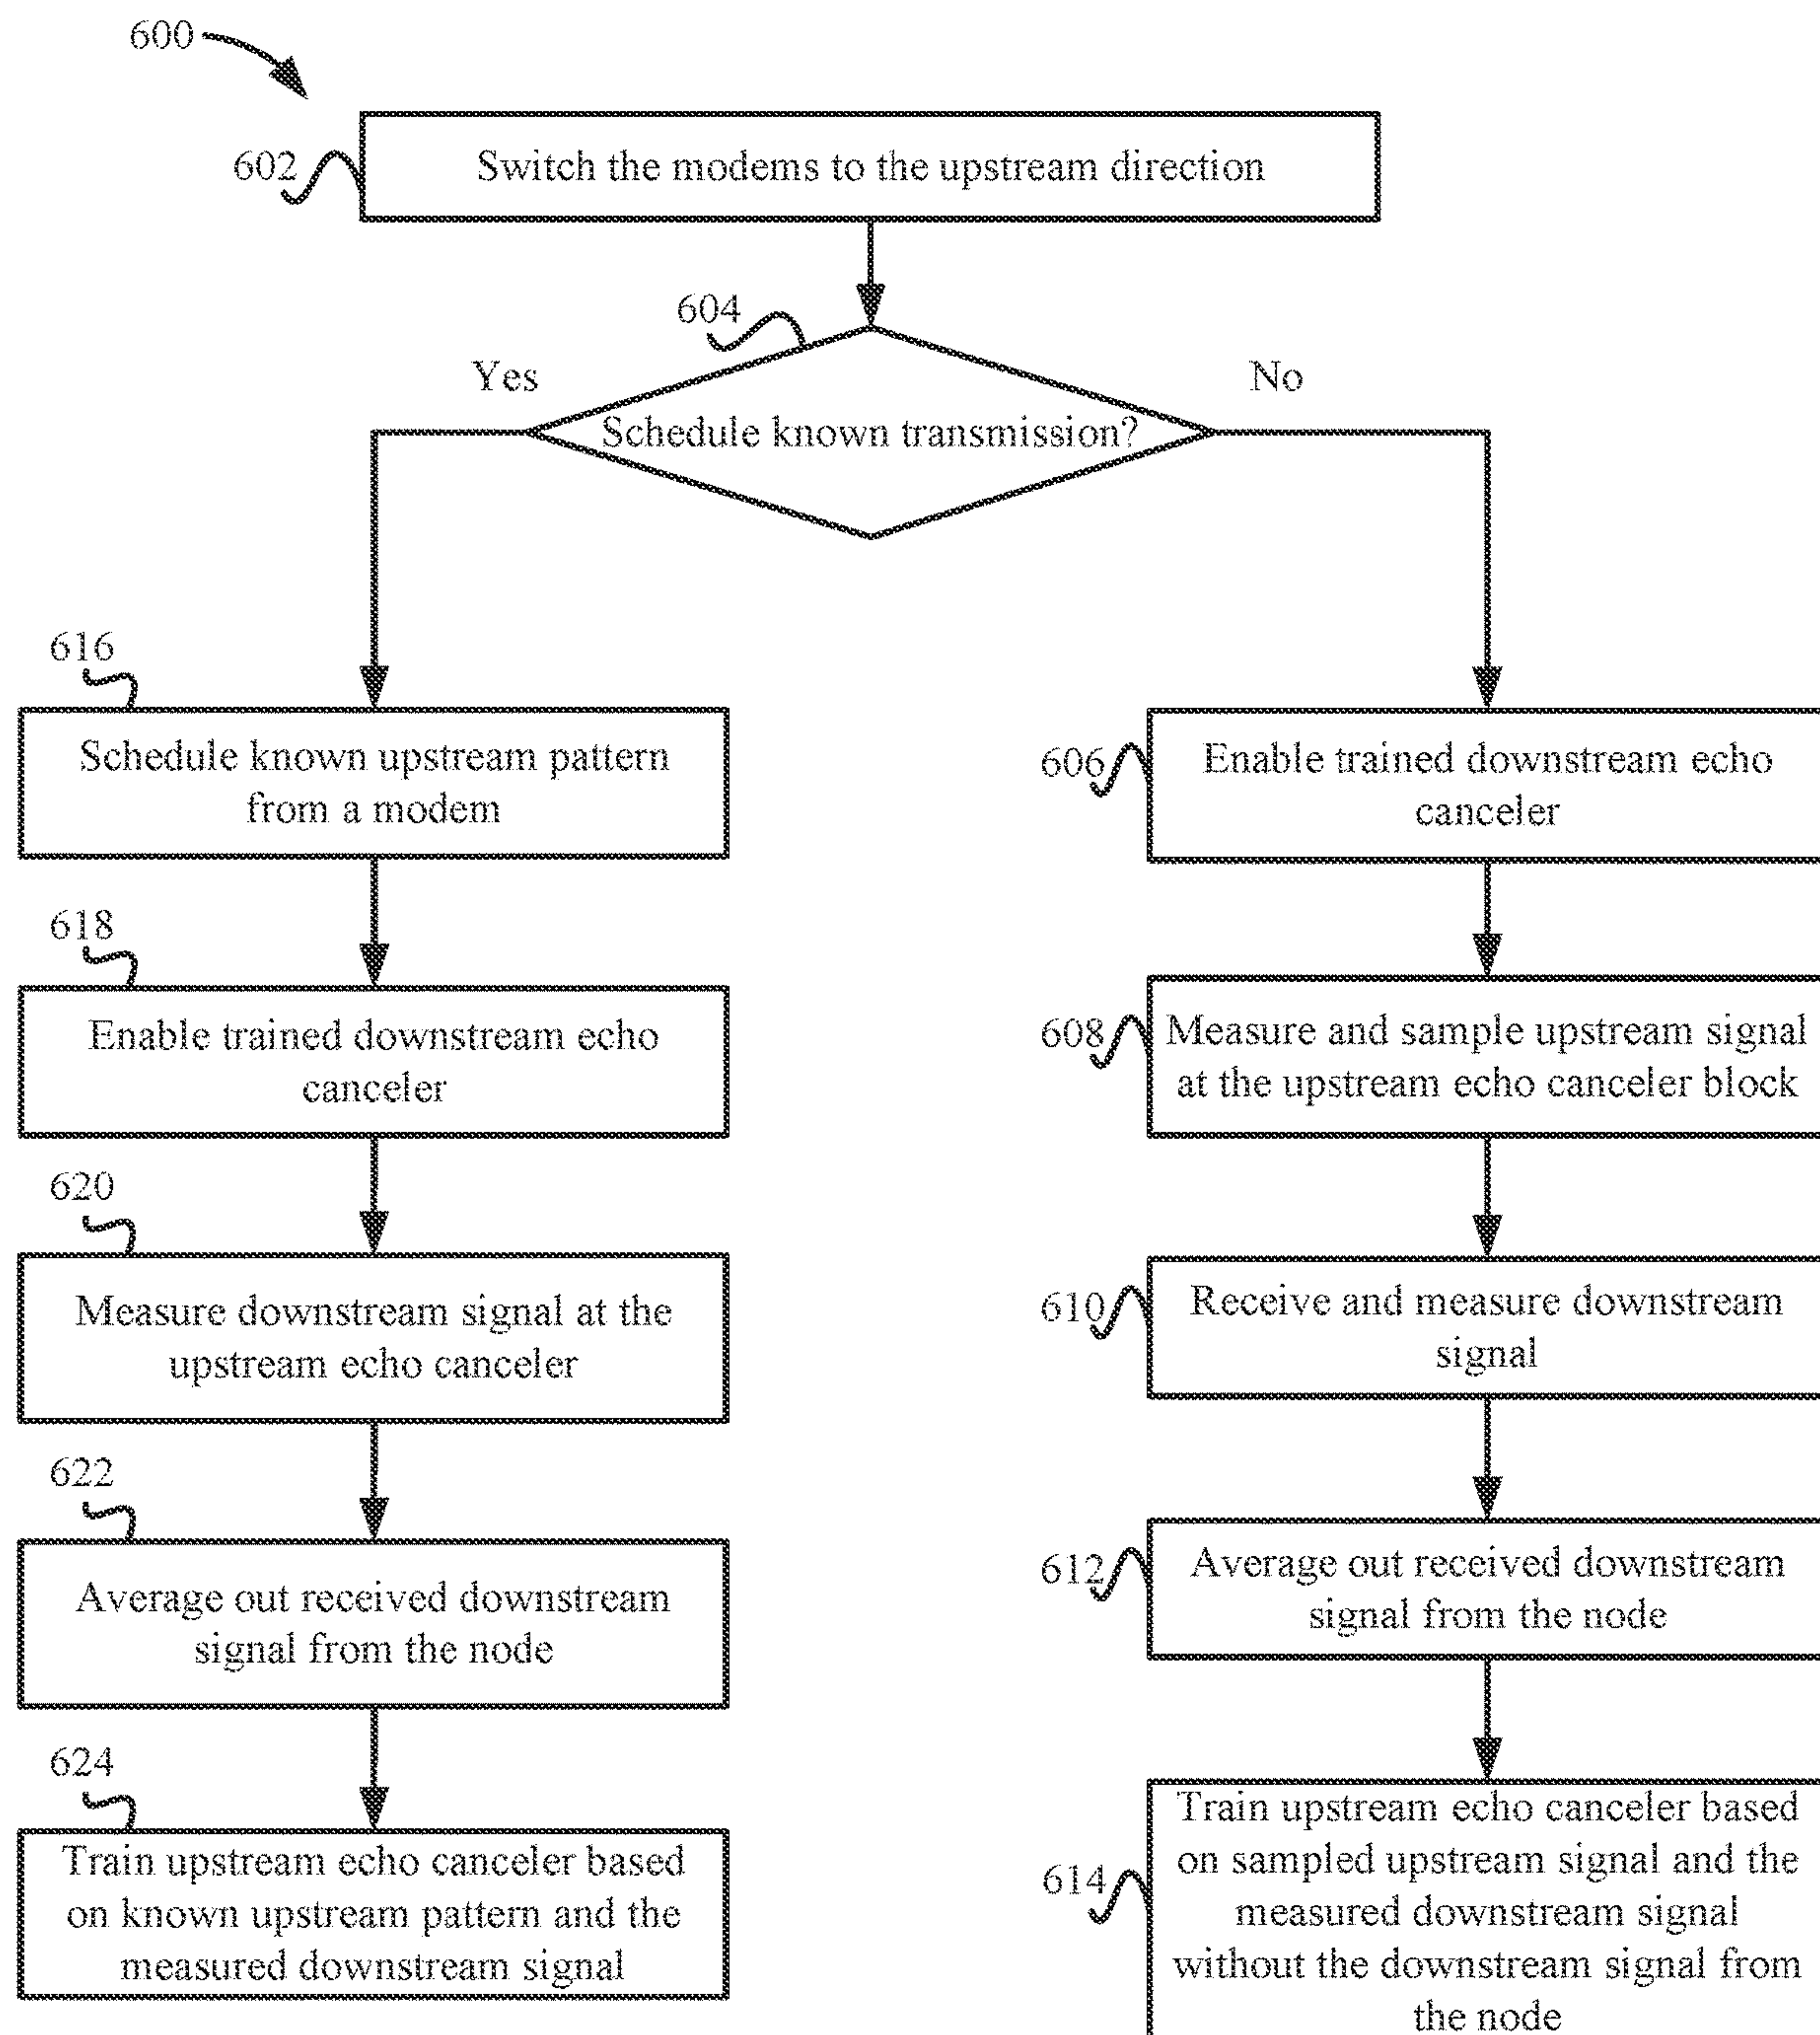 600
602
Switch the modems to the upstream direction
604
Yes
No
Schedule known transmission?
616
Schedule known upstream pattern
from a modem
618
Enable trained downstream echo
canceler
620
Measure downstream signal at the
upstream echo canceler
622
Average out received downstream
signal from the node
624
Train upstream echo canceler based
on known upstream pattern and the
measured downstream signal
606
Enable trained downstream echo
canceler
608
Measure and sample upstream signal
at the upstream echo canceler block
610
Receive and measure downstream
signal
612
Average out received downstream
signal from the node
614
Train upstream echo canceler based
on sampled upstream signal and the
measured downstream signal
without the downstream signal from
the node